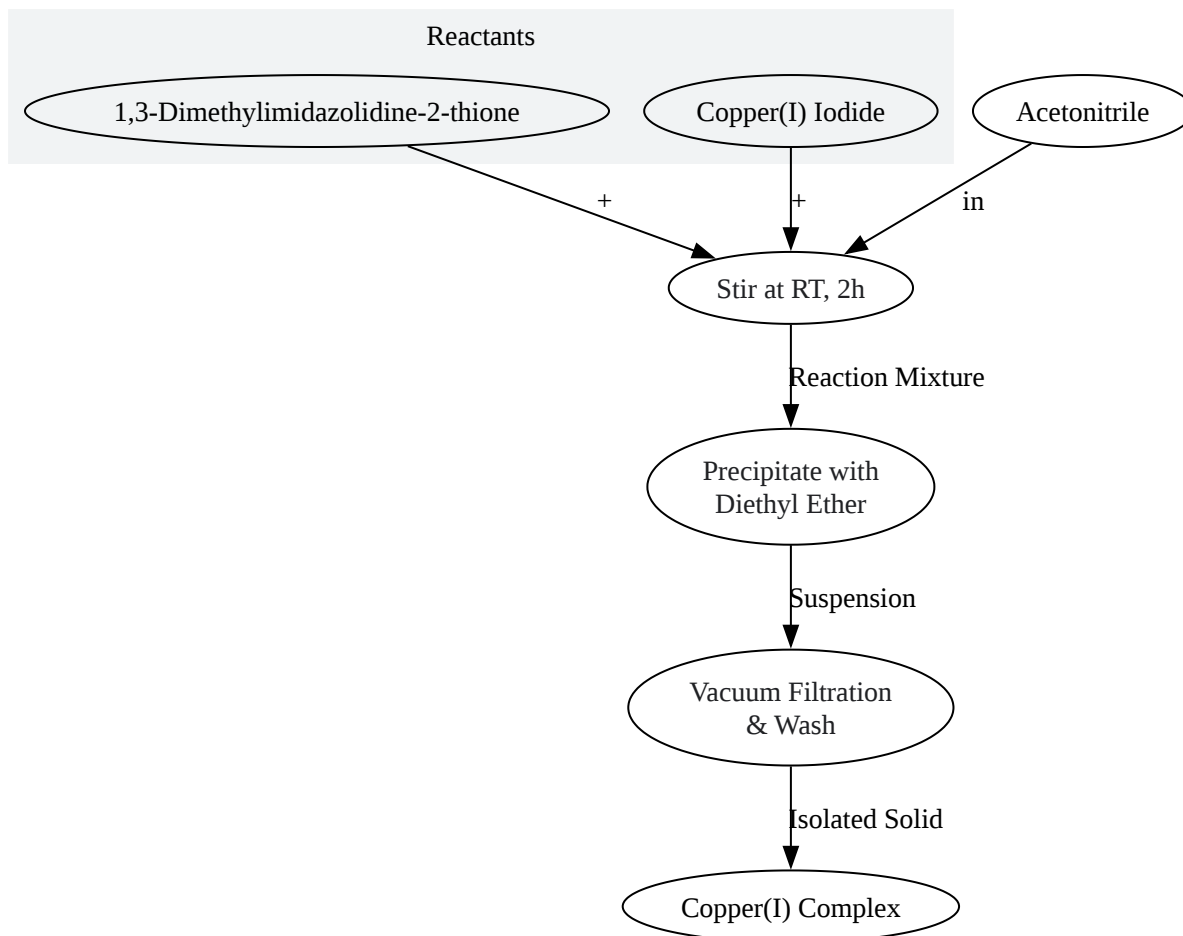 Reactants
1,3-Dimethylimidazolidine-2-thione
Copper(I) Iodide
Acetonitrile
+
+
in
Stir at RT, 2h
Reaction Mixture
Precipitate with
Diethyl Ether
Suspension
Vacuum Filtration
& Wash
Isolated Solid
Copper(I) Complex